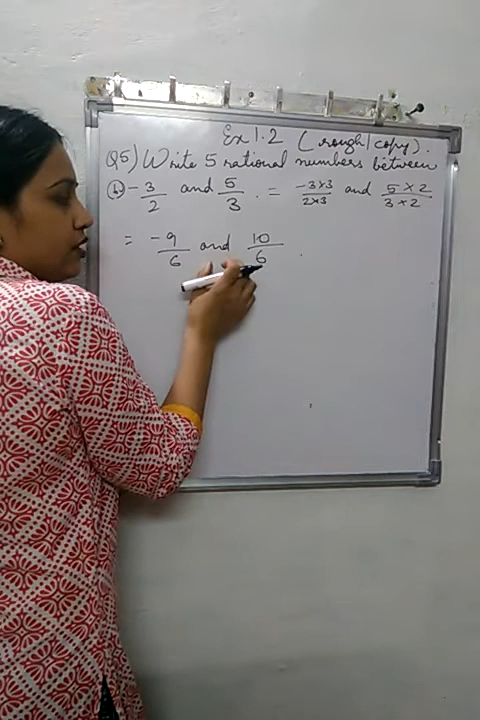 Ex 1.2 (rough copy).
Q5) Write 5 rational numbers between
(b) -3/2 and 5/3. = -3×3/2×3 and 5×2/3×2
= -9/6 and 10/6.